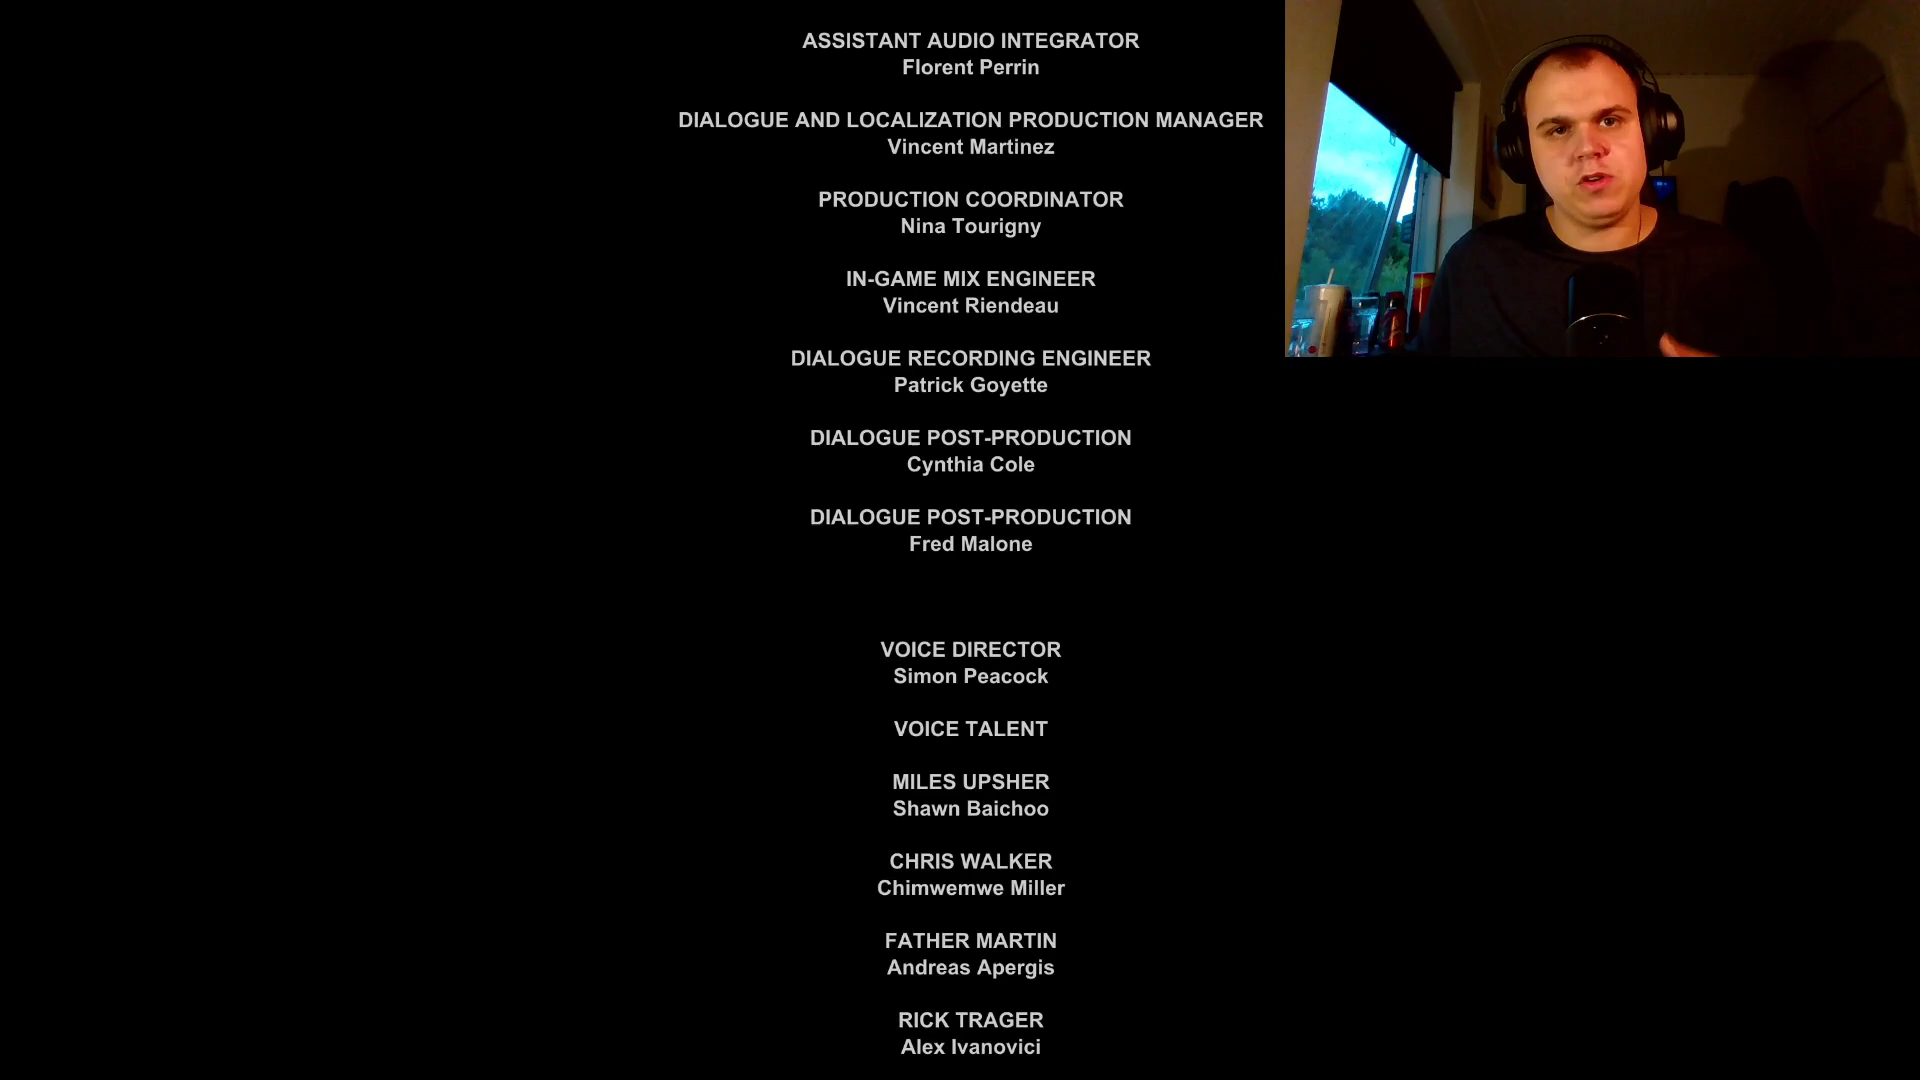 ASSISTANT AUDIO INTEGRATOR
Florent Perrin
DIALOGUE AND LOCALIZATION PRODUCTION MANAGER
Vincent Martinez
PRODUCTION COORDINATOR
Nina Tourigny
IN-GAME MIX ENGINEER
Vincent Riendeau
DIALOGUE RECORDING ENGINEER
Patrick Goyette
DIALOGUE POST-PRODUCTION
Cynthia Cole
DIALOGUE POST-PRODUCTION
Fred Malone
VOICE DIRECTOR
Simon Peacock
VOICE TALENT
MILES UPSHER
Shawn Baichoo
CHRIS WALKER
Chimwemwe Miller
FATHER MARTIN
Andreas Apergis
RICK TRAGER
Alex Ivanovici